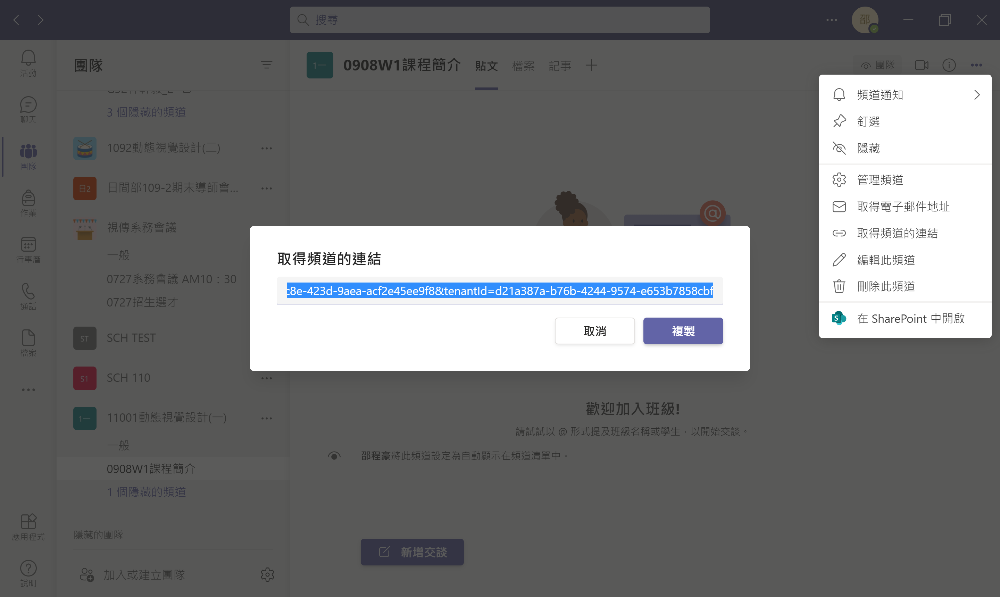 搜尋
邵
活動
聊天
團隊
作業
行事曆
通話
檔案
應用程式
說明
團隊
3 個隱藏的頻道
1092動態視覺設計(二)
日2
日間部109-2期末導師會...
視傳系務會議
一般
0727系務會議 AM10：30
0727招生選才
ST
SCH TEST
S1
SCH 110
1一
11001動態視覺設計(一)
一般
0908W1課程簡介
1 個隱藏的頻道
隱藏的團隊
加入或建立團隊
1一
0908W1課程簡介
貼文
檔案
記事
團隊
頻道通知
釘選
隱藏
管理頻道
取得電子郵件地址
取得頻道的連結
編輯此頻道
刪除此頻道
在 SharePoint 中開啟
@
取得頻道的連結
c8e-423d-9aea-acf2e45ee9f8&tenantId=d21a387a-b76b-4244-9574-e653b7858cbf
取消
複製
歡迎加入班級!
請試試以 @ 形式提及班級名稱或學生，以開始交談。
邵程豪將此頻道設定為自動顯示在頻道清單中。
新增交談